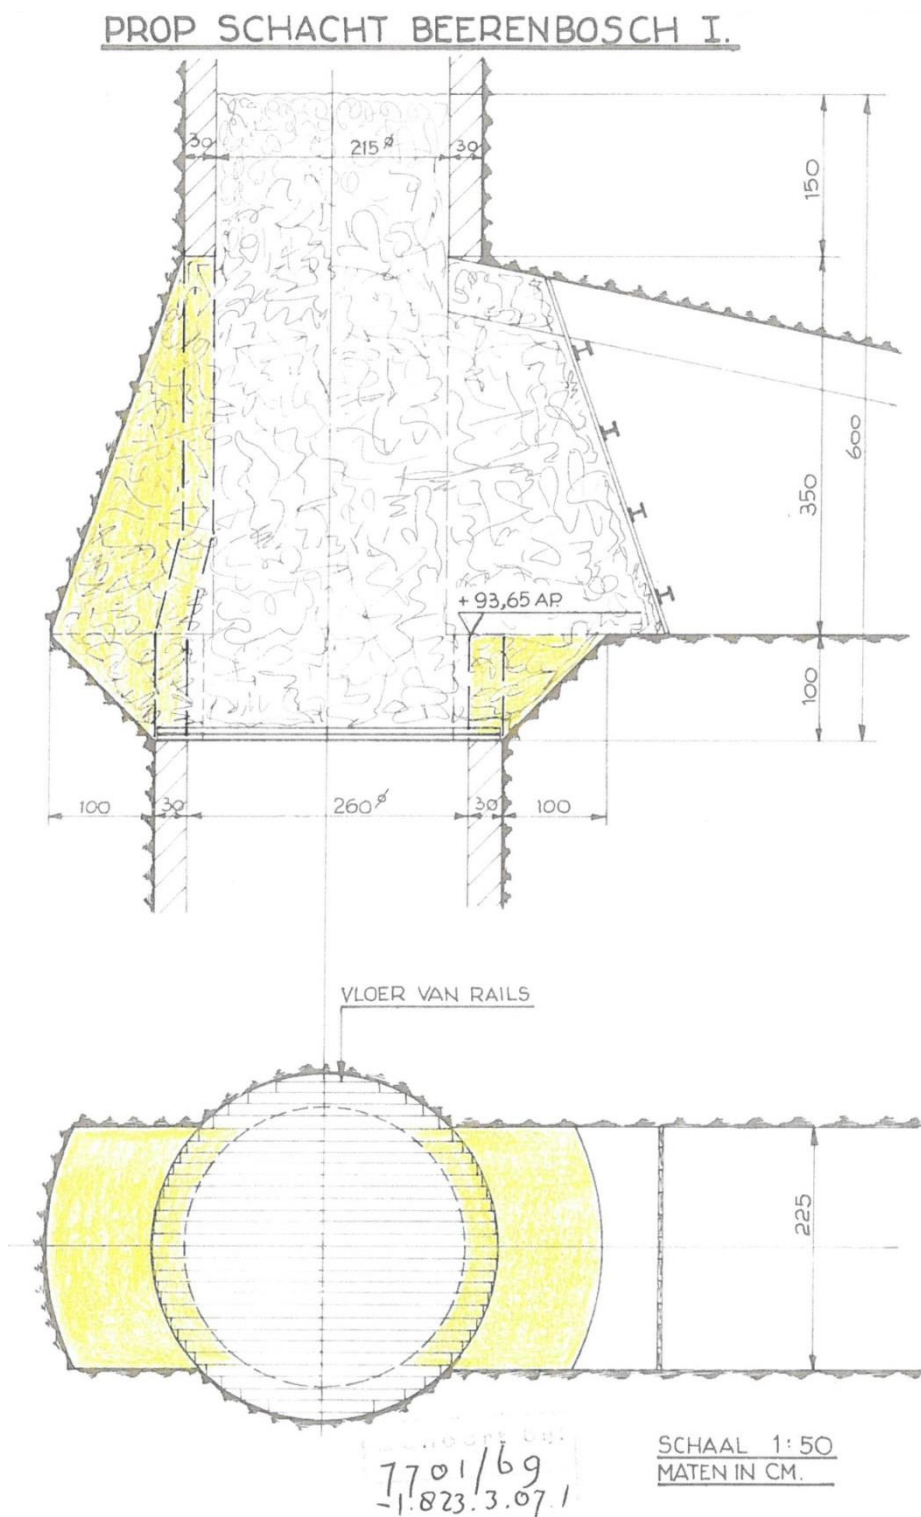 PROP SCHACHT BEERENBOSCH I.
30
215 ø
30
150
350
600
+ 93,65 AP.
100
100
30
260 ø
30
100
VLOER VAN RAILS
225
SCHAAL 1:50
MATEN IN CM.
7701/69
-1.823.3.07.1